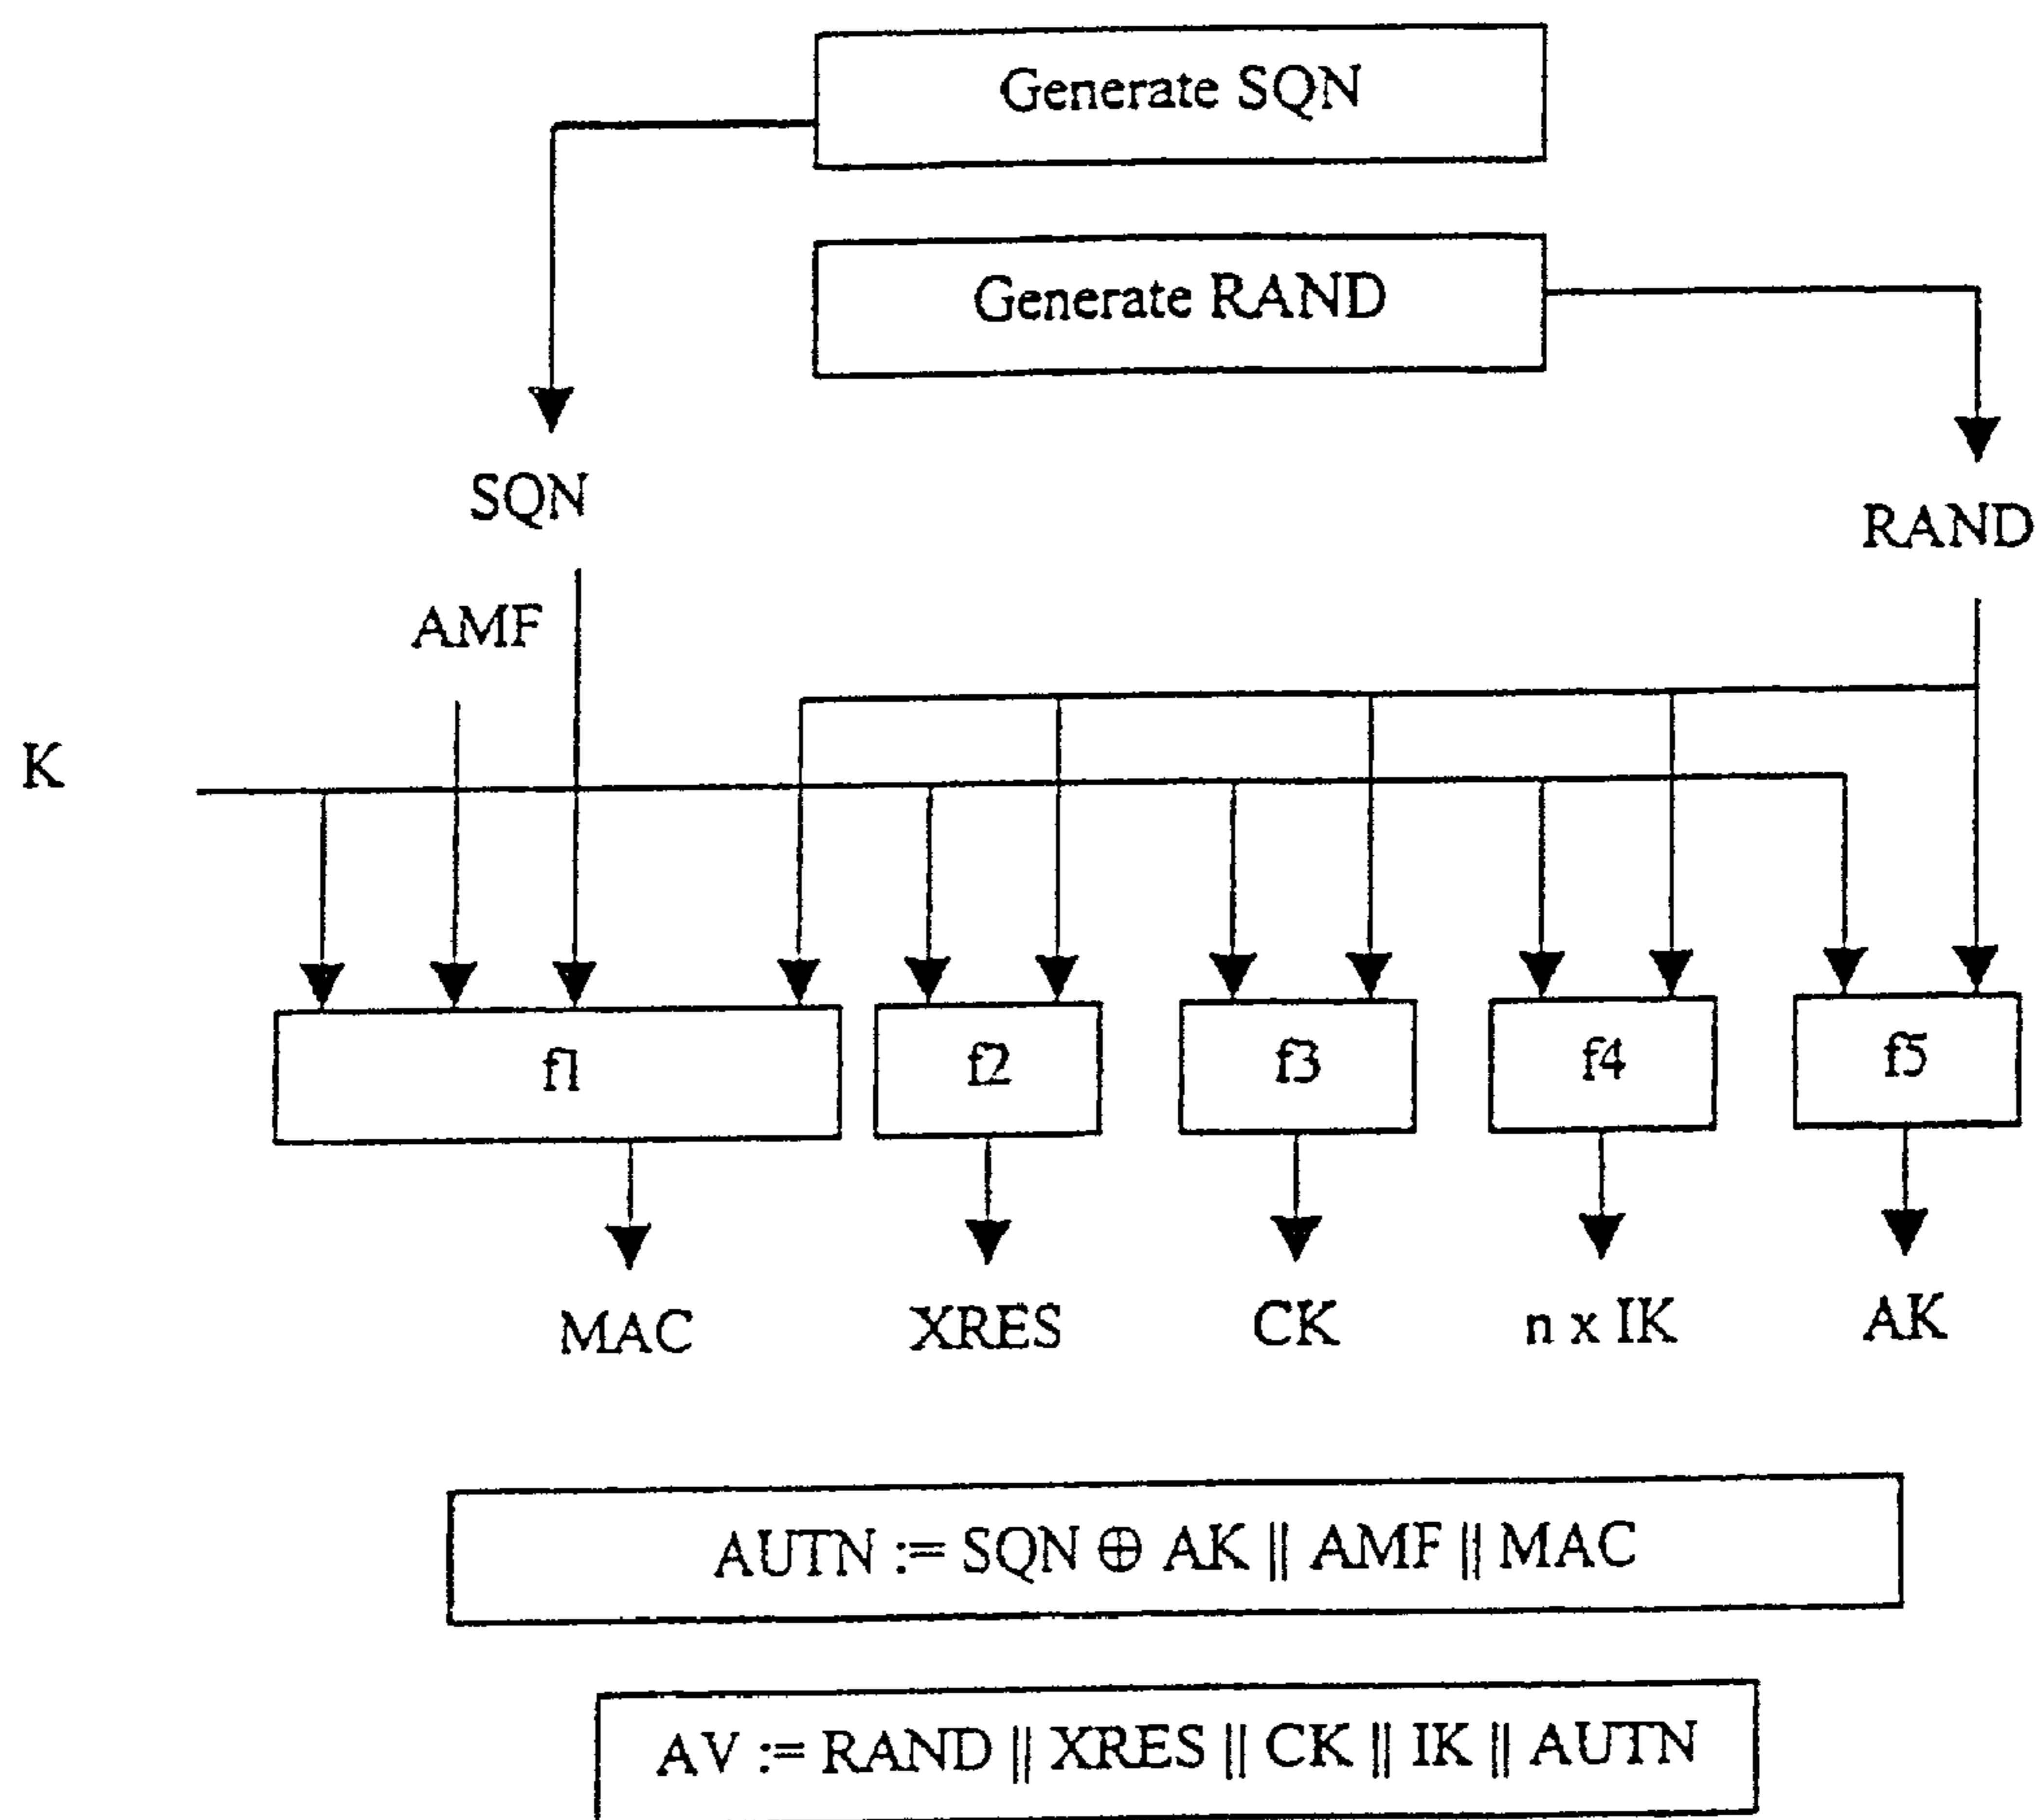 Generate SQN
Generate RAND
SQN
RAND
AMF
K
f1
f2
f3
f4
f5
MAC
XRES
CK
n x IK
AK
AUTN := SQN ⊕ AK || AMF || MAC
AV := RAND || XRES || CK || IK || AUTN